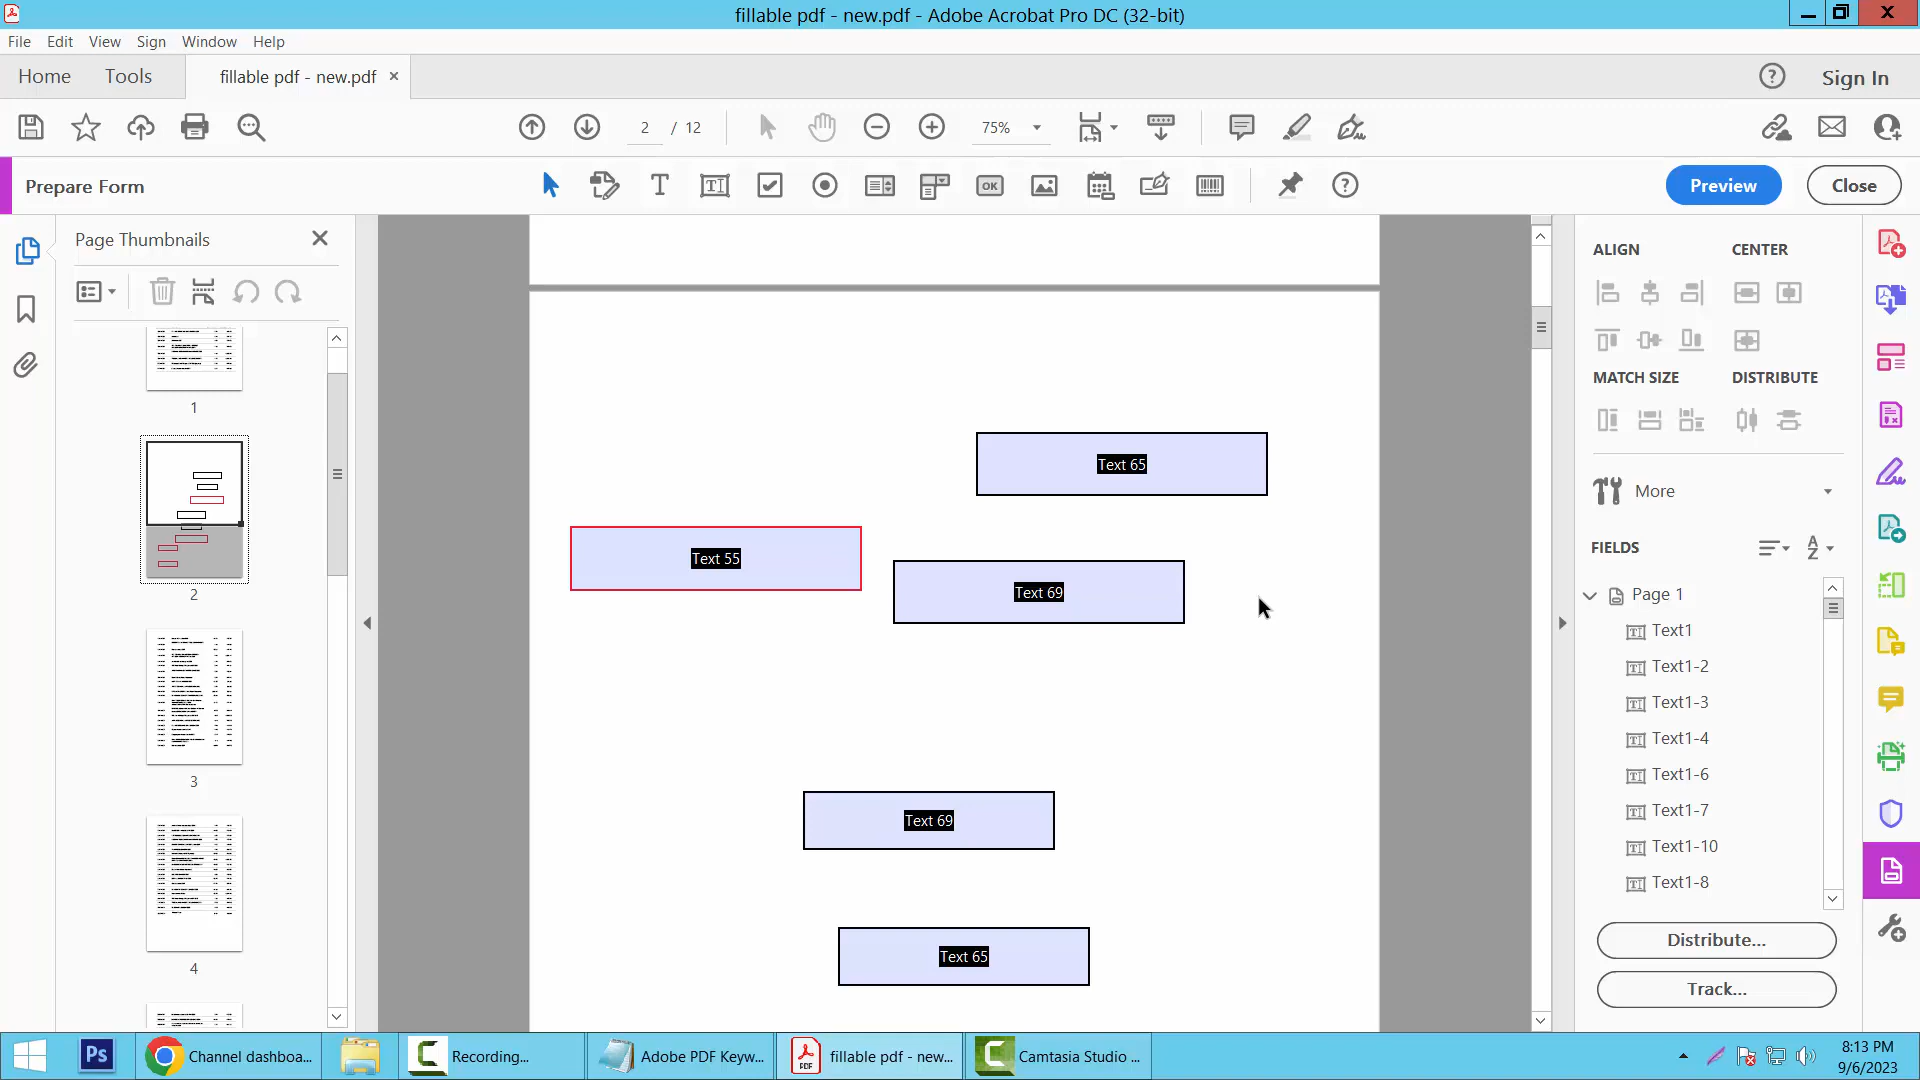 fillable pdf - new.pdf - Adobe Acrobat Pro DC (32-bit)
File Edit View Sign Window Help
Home Tools fillable pdf - new.pdf × Sign In
2 / 12 75%
Prepare Form OK Preview Close
Page Thumbnails
1
2
3
4
Text 65
Text 55
Text 69
Text 69
Text 65
ALIGN CENTER
MATCH SIZE DISTRIBUTE
More
FIELDS
Page 1
Text1
Text1-2
Text1-3
Text1-4
Text1-6
Text1-7
Text1-10
Text1-8
Distribute...
Track...
Ps Channel dashboa... Recording... Adobe PDF Keyw... fillable pdf - new... Camtasia Studio ... 8:13 PM
9/6/2023